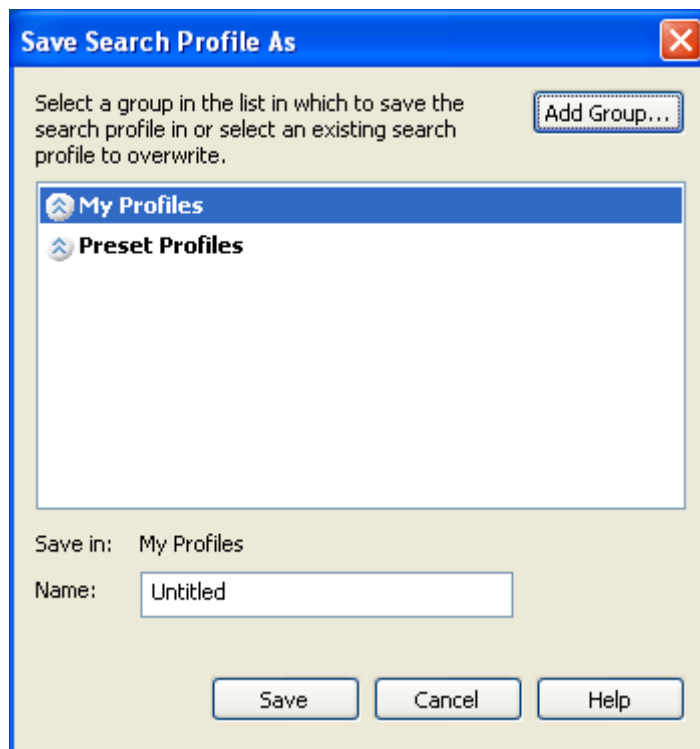 Save Search Profile As
Select a group in the list in which to save the
search profile in or select an existing search
profile to overwrite.
Add Group...
My Profiles
Preset Profiles
Save in: My Profiles
Name: Untitled
Save Cancel Help